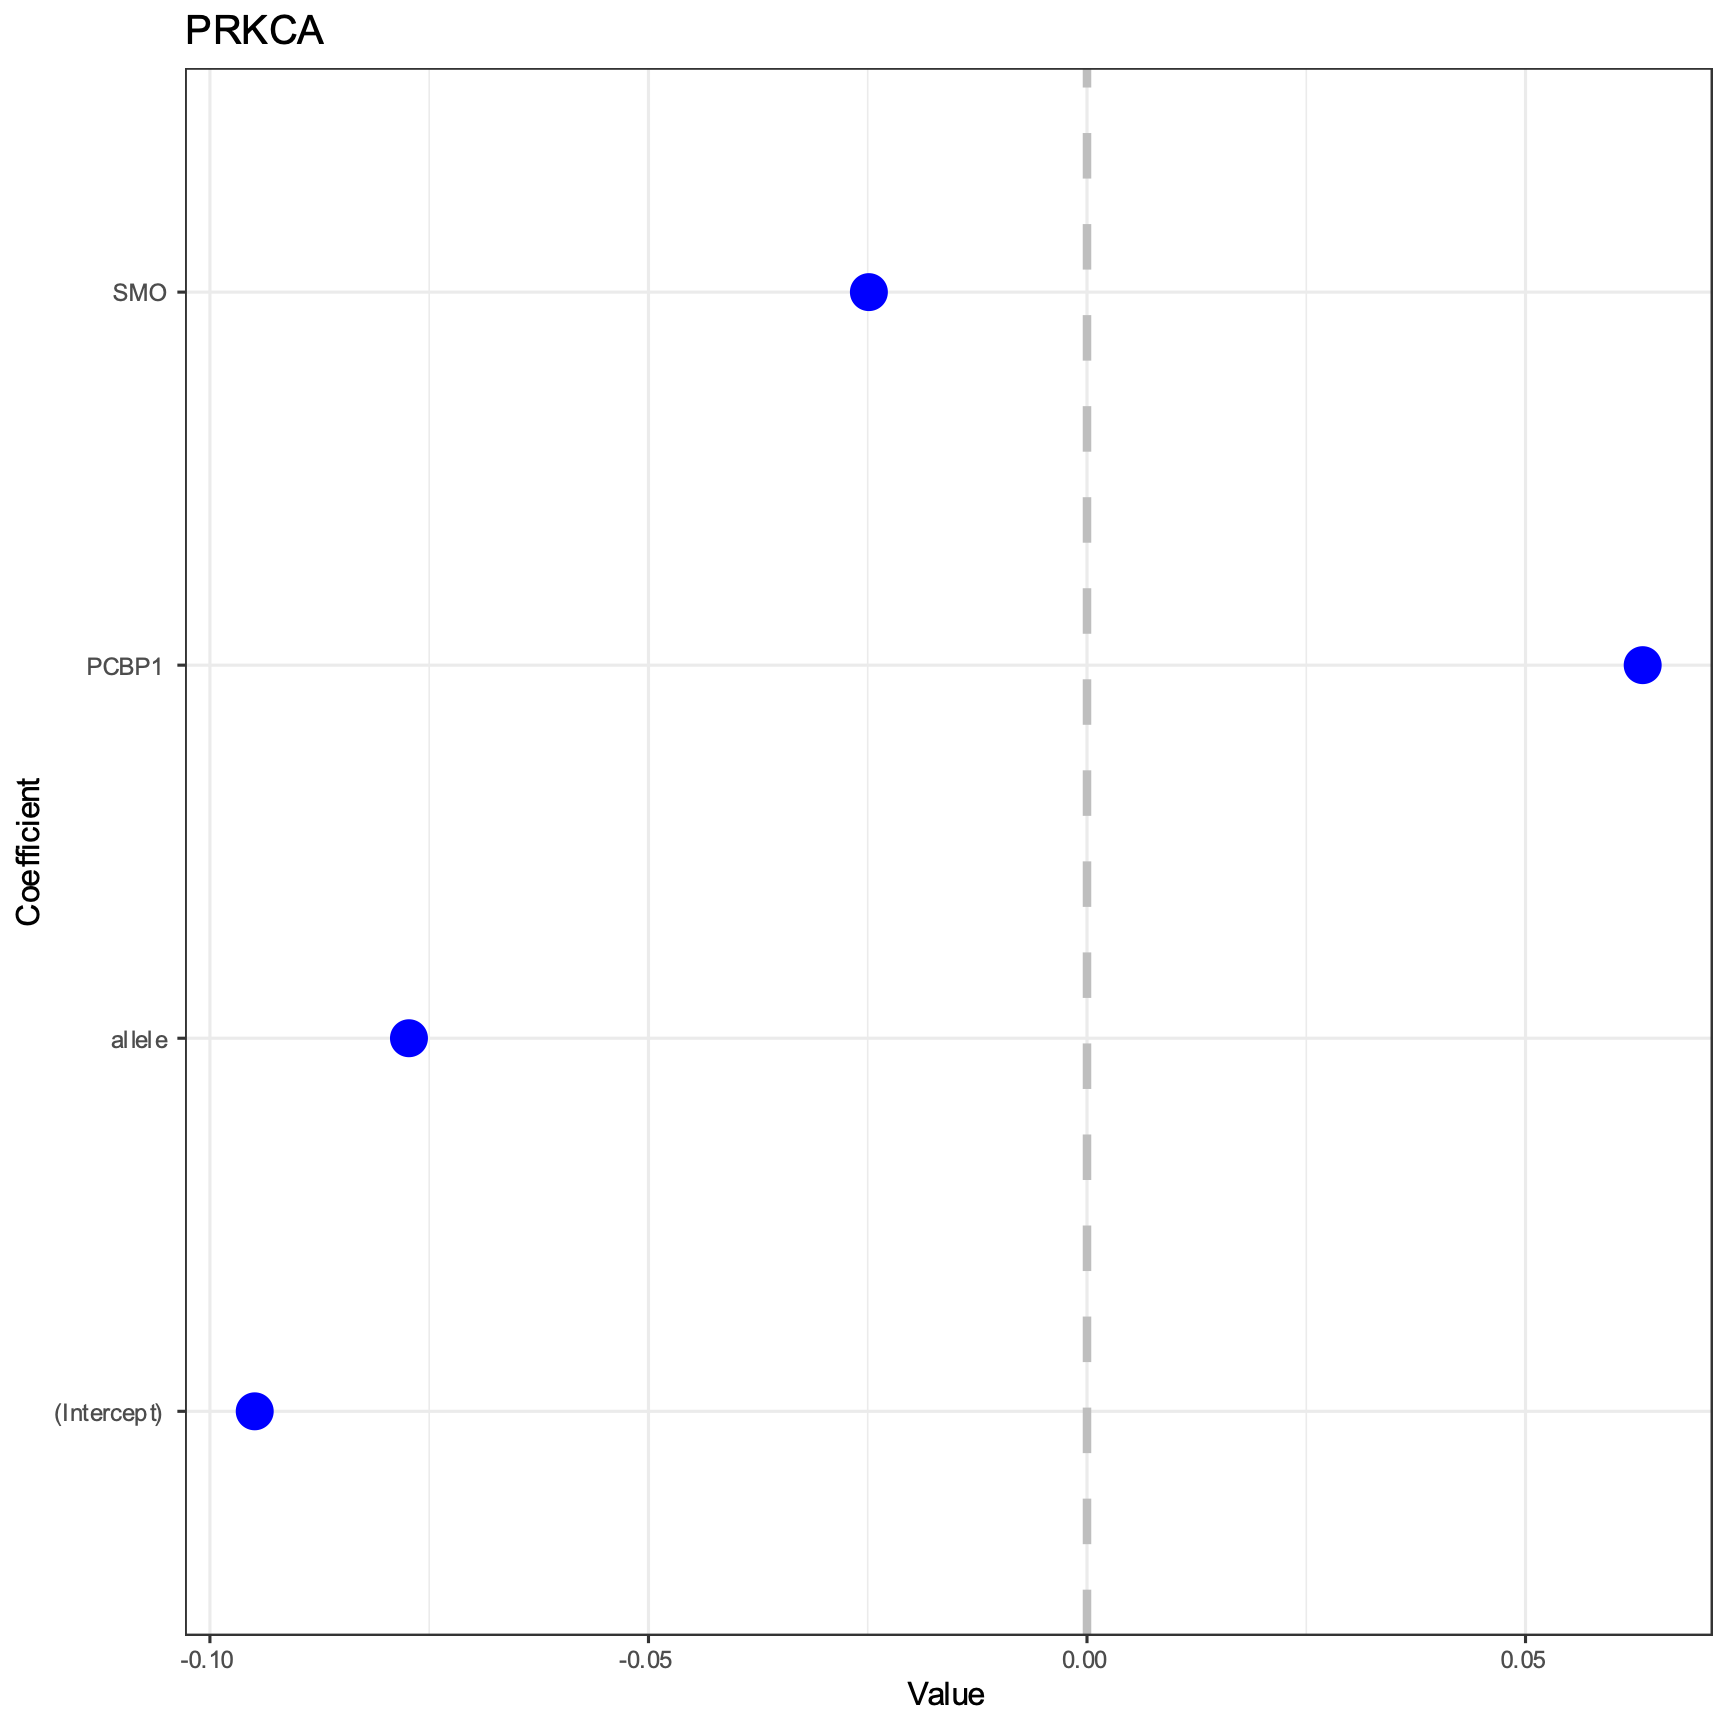 PRKCA
SMO
PCBP1
Coefficient
allele
(Intercept)
-0.10
-0.05
0.00
0.05
Value